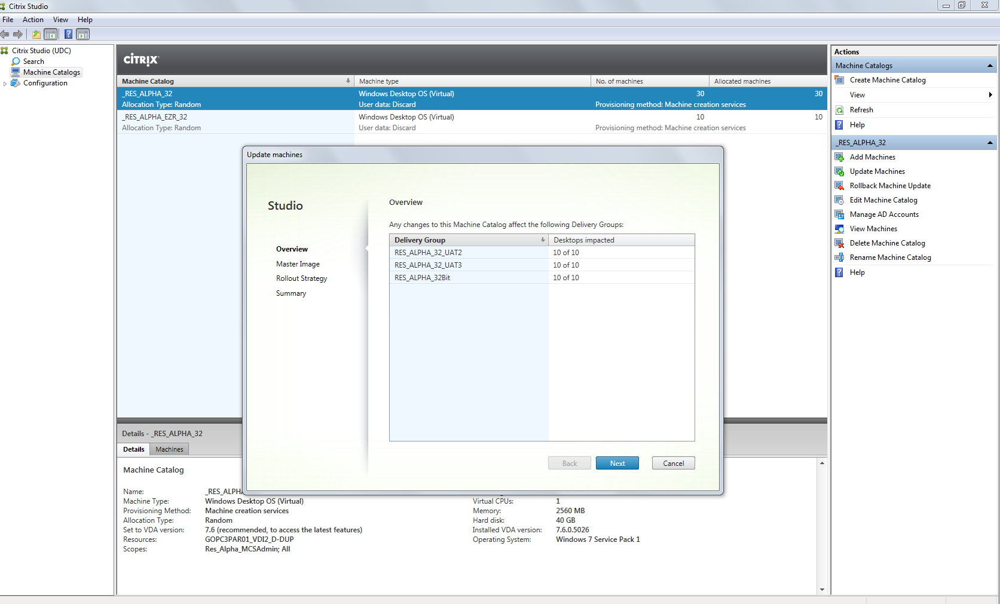 Citrix Studio
File Action View Help
Citrix Studio (UDC)
Search
Machine Catalogs
Configuration
CITRIX
Machine Catalog Machine type No. of machines Allocated machines
_RES_ALPHA_32 Windows Desktop OS (Virtual) 30 30
Allocation Type: Random User data: Discard Provisioning method: Machine creation services
_RES_ALPHA_EZR_32 Windows Desktop OS (Virtual) 10 10
Allocation Type: Random User data: Discard Provisioning method: Machine creation services
Update machines
Studio
Overview
Master Image
Rollout Strategy
Summary
Overview
Any changes to this Machine Catalog affect the following Delivery Groups:
Delivery Group Desktops impacted
RES_ALPHA_32_UAT2 10 of 10
RES_ALPHA_32_UAT3 10 of 10
RES_ALPHA_32Bit 10 of 10
Back Next Cancel
Details - _RES_ALPHA_32
Details Machines
Machine Catalog
Name: _RES_ALPHA
Machine Type: Windows Desktop OS (Virtual)
Provisioning Method: Machine creation services
Allocation Type: Random
Set to VDA version: 7.6 (recommended, to access the latest features)
Resources: GOPC3PAR01_VDI2_D-DUP
Scopes: Res_Alpha_MCSAdmin; All
Virtual CPUs: 1
Memory: 2560 MB
Hard disk: 40 GB
Installed VDA version: 7.6.0.5026
Operating System: Windows 7 Service Pack 1
Actions
Machine Catalogs
Create Machine Catalog
View
Refresh
Help
_RES_ALPHA_32
Add Machines
Update Machines
Rollback Machine Update
Edit Machine Catalog
Manage AD Accounts
View Machines
Delete Machine Catalog
Rename Machine Catalog
Help